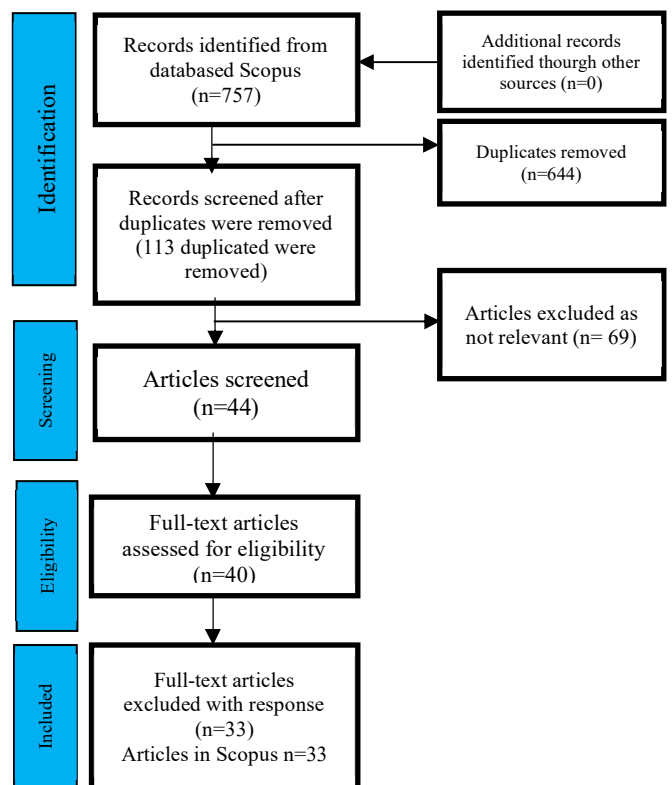 Identification
Records identified from
databased Scopus
(n=757)
Additional records
identified thourgh other
sources (n=0)
Duplicates removed
(n=644)
Records screened after
duplicates were removed
(113 duplicated were
removed)
Articles excluded as
not relevant (n= 69)
Screening
Articles screened
(n=44)
Eligibility
Full-text articles
assessed for eligibility
(n=40)
Included
Full-text articles
excluded with response
(n=33)
Articles in Scopus n=33